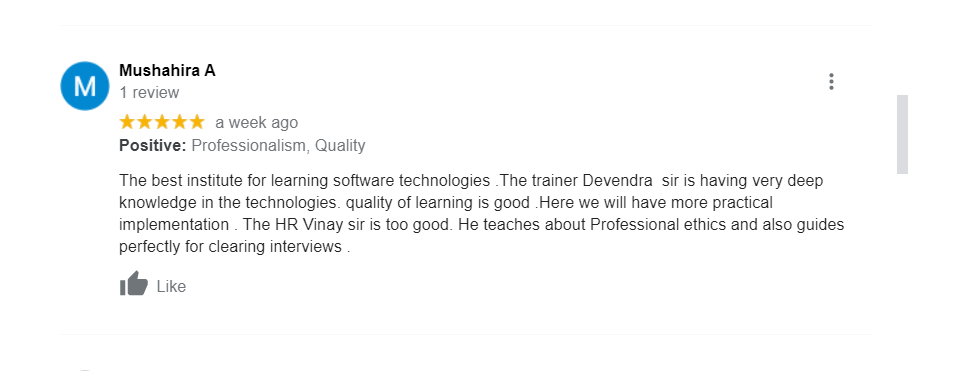 M
Mushahira A
1 review
a week ago
Positive: Professionalism, Quality
The best institute for learning software technologies .The trainer Devendra  sir is having very deep
knowledge in the technologies. quality of learning is good .Here we will have more practical
implementation . The HR Vinay sir is too good. He teaches about Professional ethics and also guides
perfectly for clearing interviews .
Like